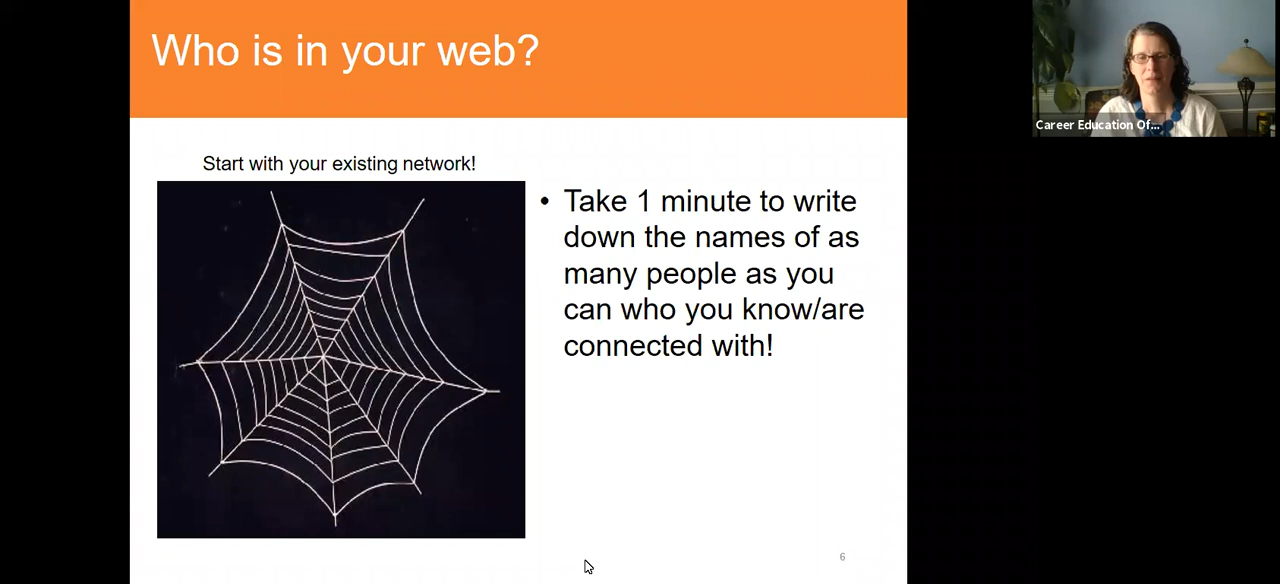 Who is in your web?
Career Education Of...
Start with your existing network!
• Take 1 minute to write
down the names of as
many people as you
can who you know/are
connected with!
6